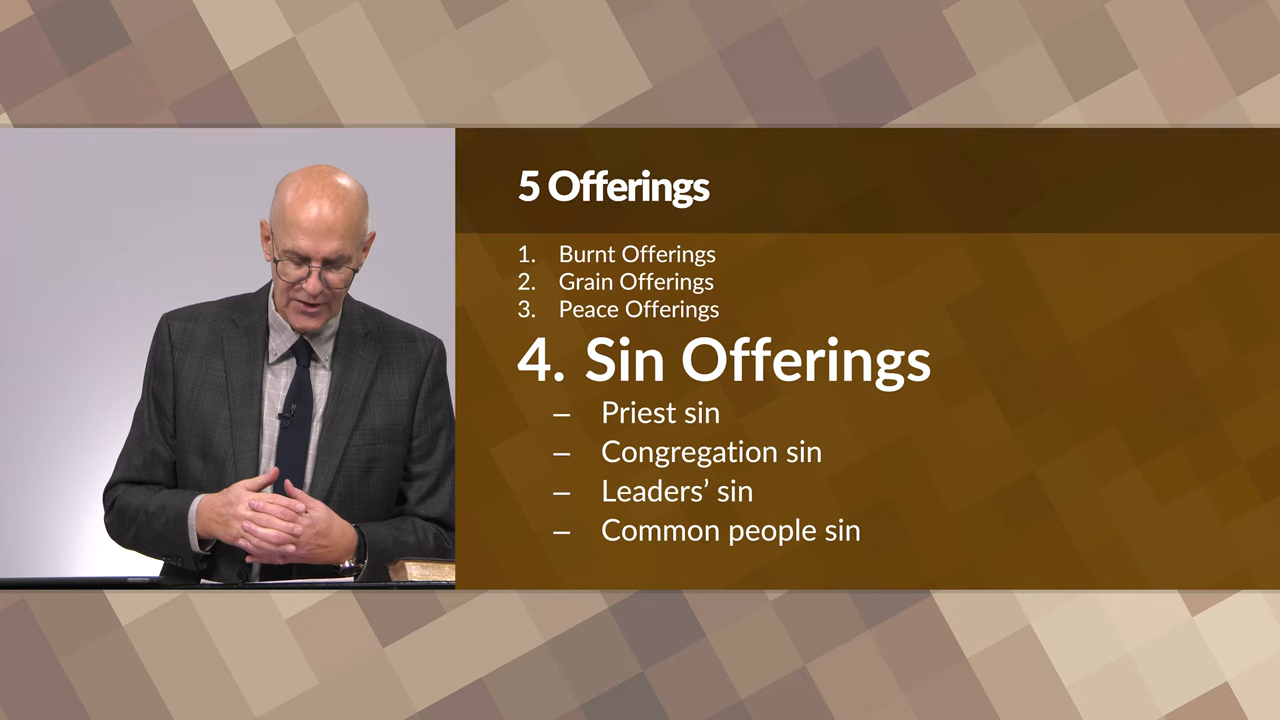 5 Offerings
1. Burnt Offerings
2. Grain Offerings
3. Peace Offerings
4. Sin Offerings
– Priest sin
– Congregation sin
– Leaders’ sin
– Common people sin